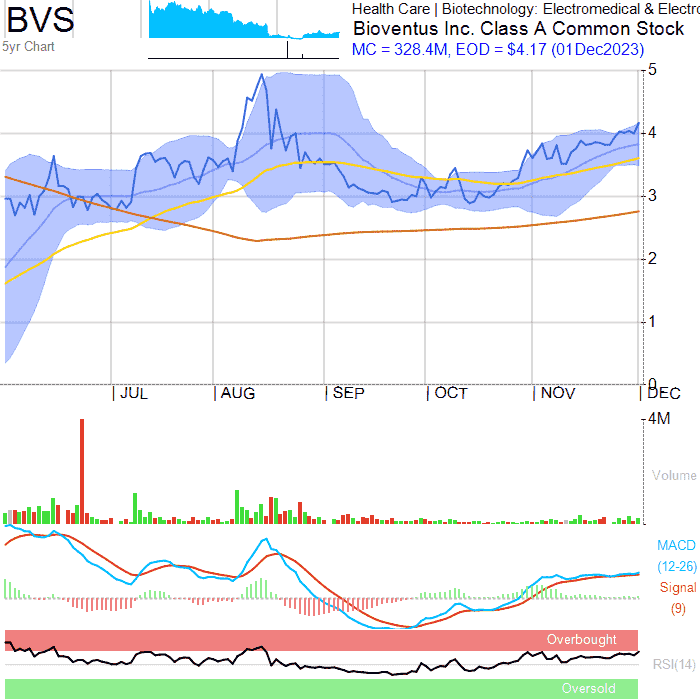 BVS
5yr Chart
Health Care | Biotechnology: Electromedical & Electro
Bioventus Inc. Class A Common Stock
MC = 328.4M, EOD = $4.17 (01Dec2023)
5
4
3
2
1
0
JUL AUG SEP OCT NOV DEC
4M
Volume
MACD
(12-26)
Signal
(9)
Overbought
RSI(14)
Oversold